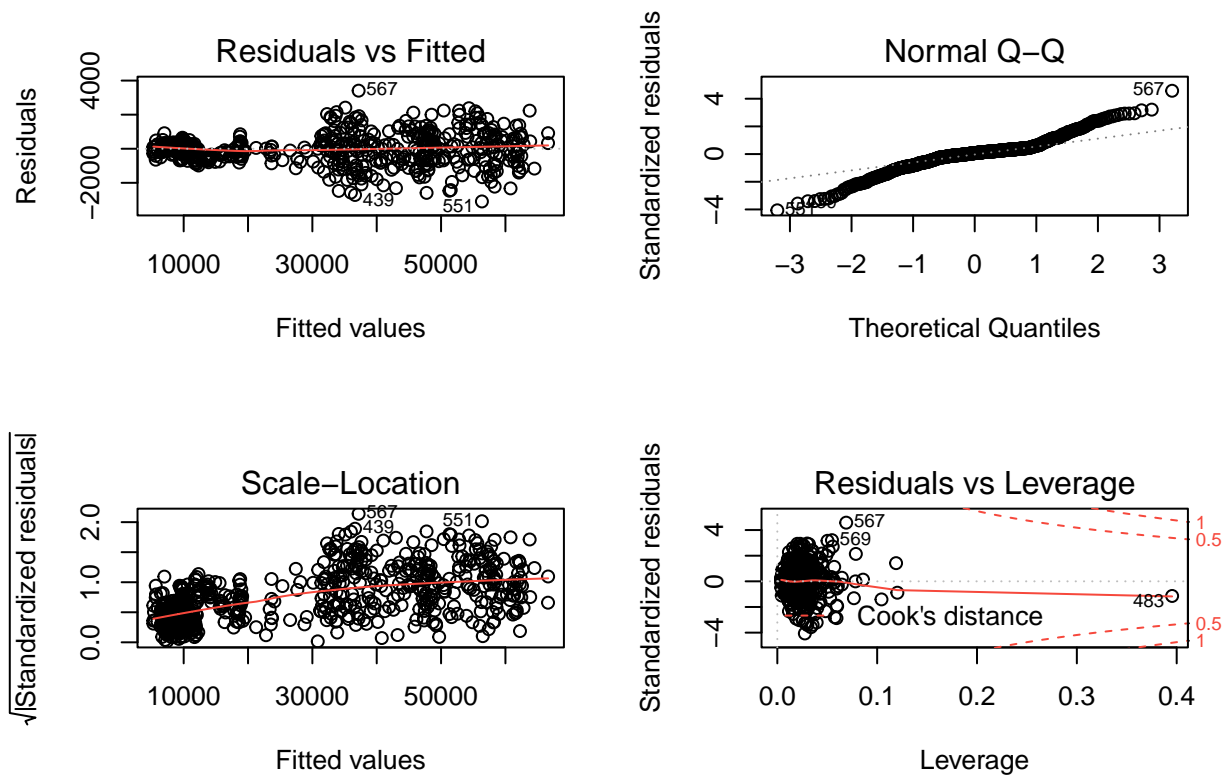 Residuals vs Fitted
Residuals
4000
−2000
567
439
551
10000 30000 50000
Fitted values
Normal Q−Q
Standardized residuals
4
0
−4
567
−3 −2 −1 0 1 2 3
Theoretical Quantiles
Scale−Location
√|Standardized residuals|
2.0
1.0
0.0
567
439
551
10000 30000 50000
Fitted values
Residuals vs Leverage
Standardized residuals
4
0
−4
567
569
483
Cook's distance
1
0.5
0.5
1
0.0 0.1 0.2 0.3 0.4
Leverage